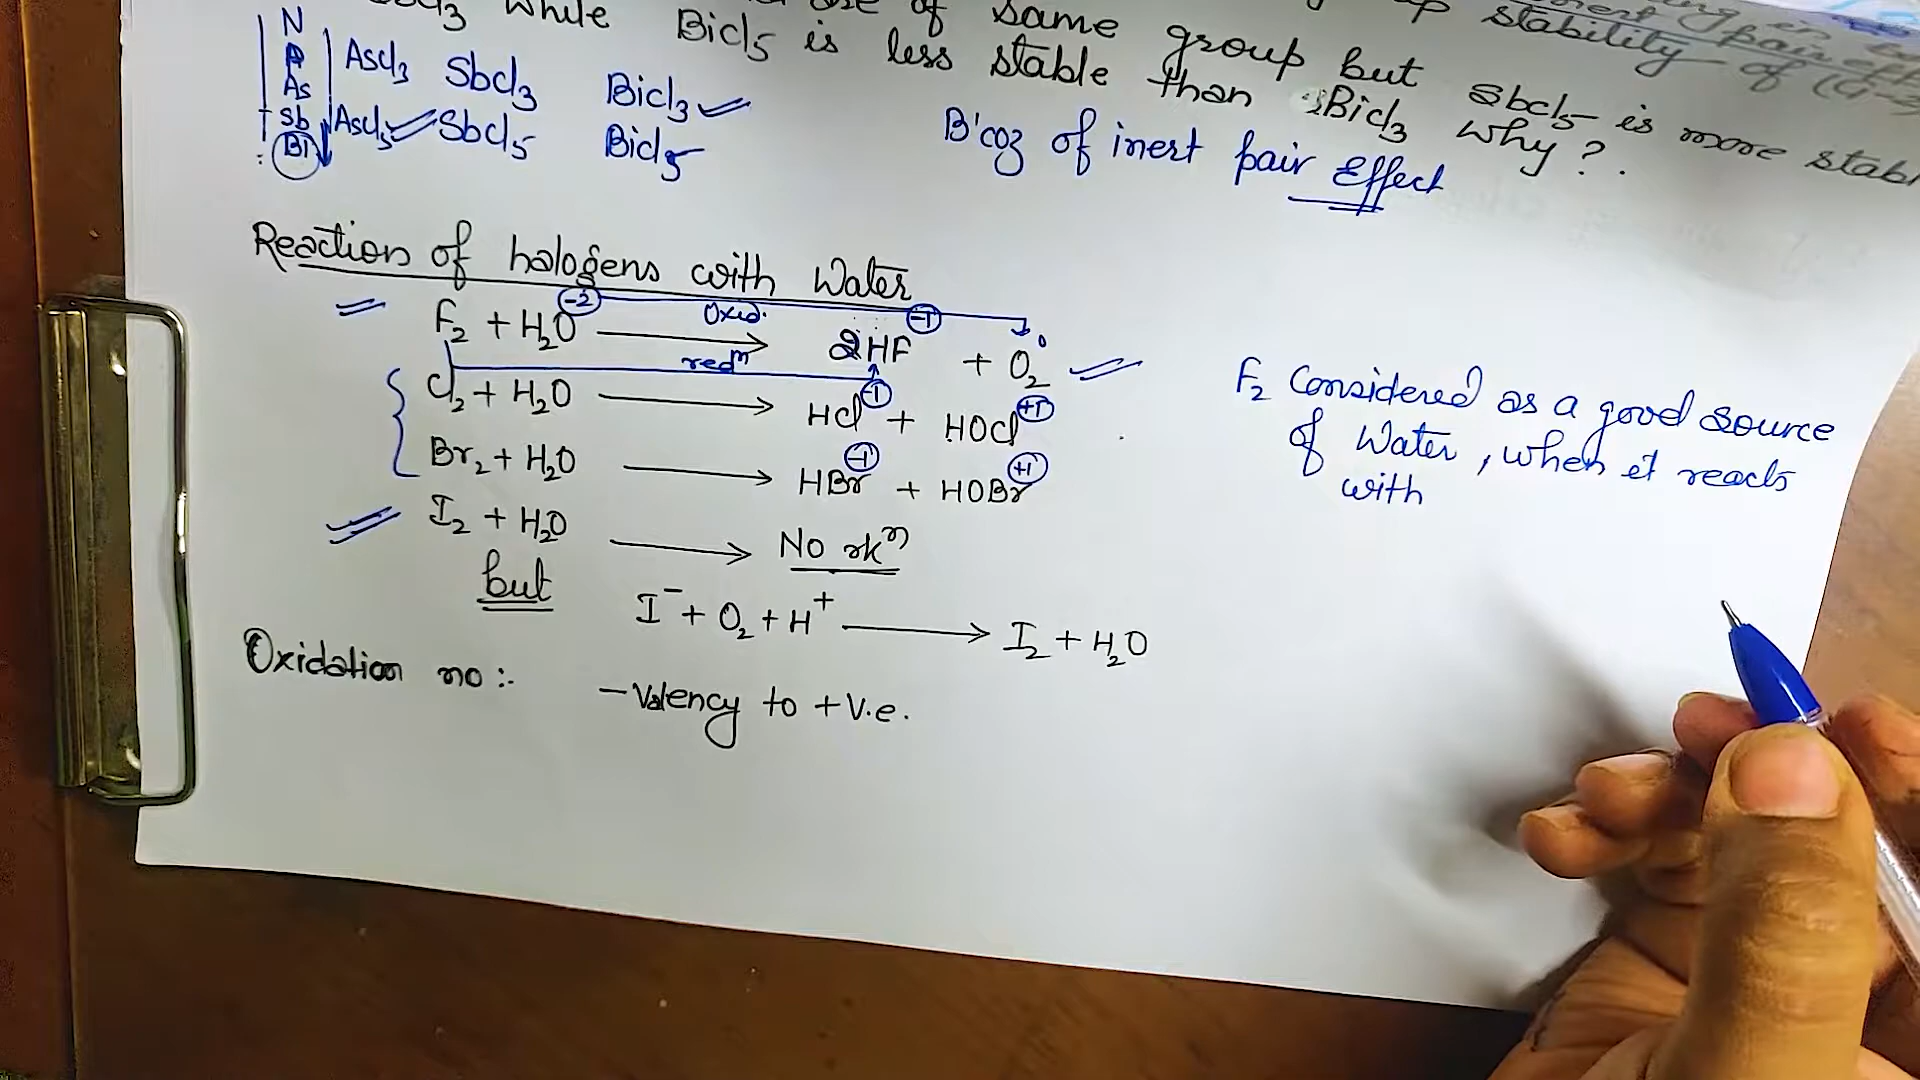 while of same group but SbCl5 is more
BiCl5 is less stable than BiCl3 why?.
stability of
N
P
As
Sb
Bi
AsCl3 SbCl3 BiCl3
AsCl5 SbCl5 BiCl5
B'coz of inert pair Effect
Reaction of halogens with Water
F2 + H2O -2 Oxid. 2HF -1 + O2 0
redn
Cl2 + H2O → HCl -1 + HOCl +1
Br2 + H2O → HBr -1 + HOBr +1
I2 + H2O → No rkn
but
I- + O2 + H+ → I2 + H2O
Oxidation no:- -Valency to + v.e.
F2 Considered as a good source
of Water, when it reacts
with